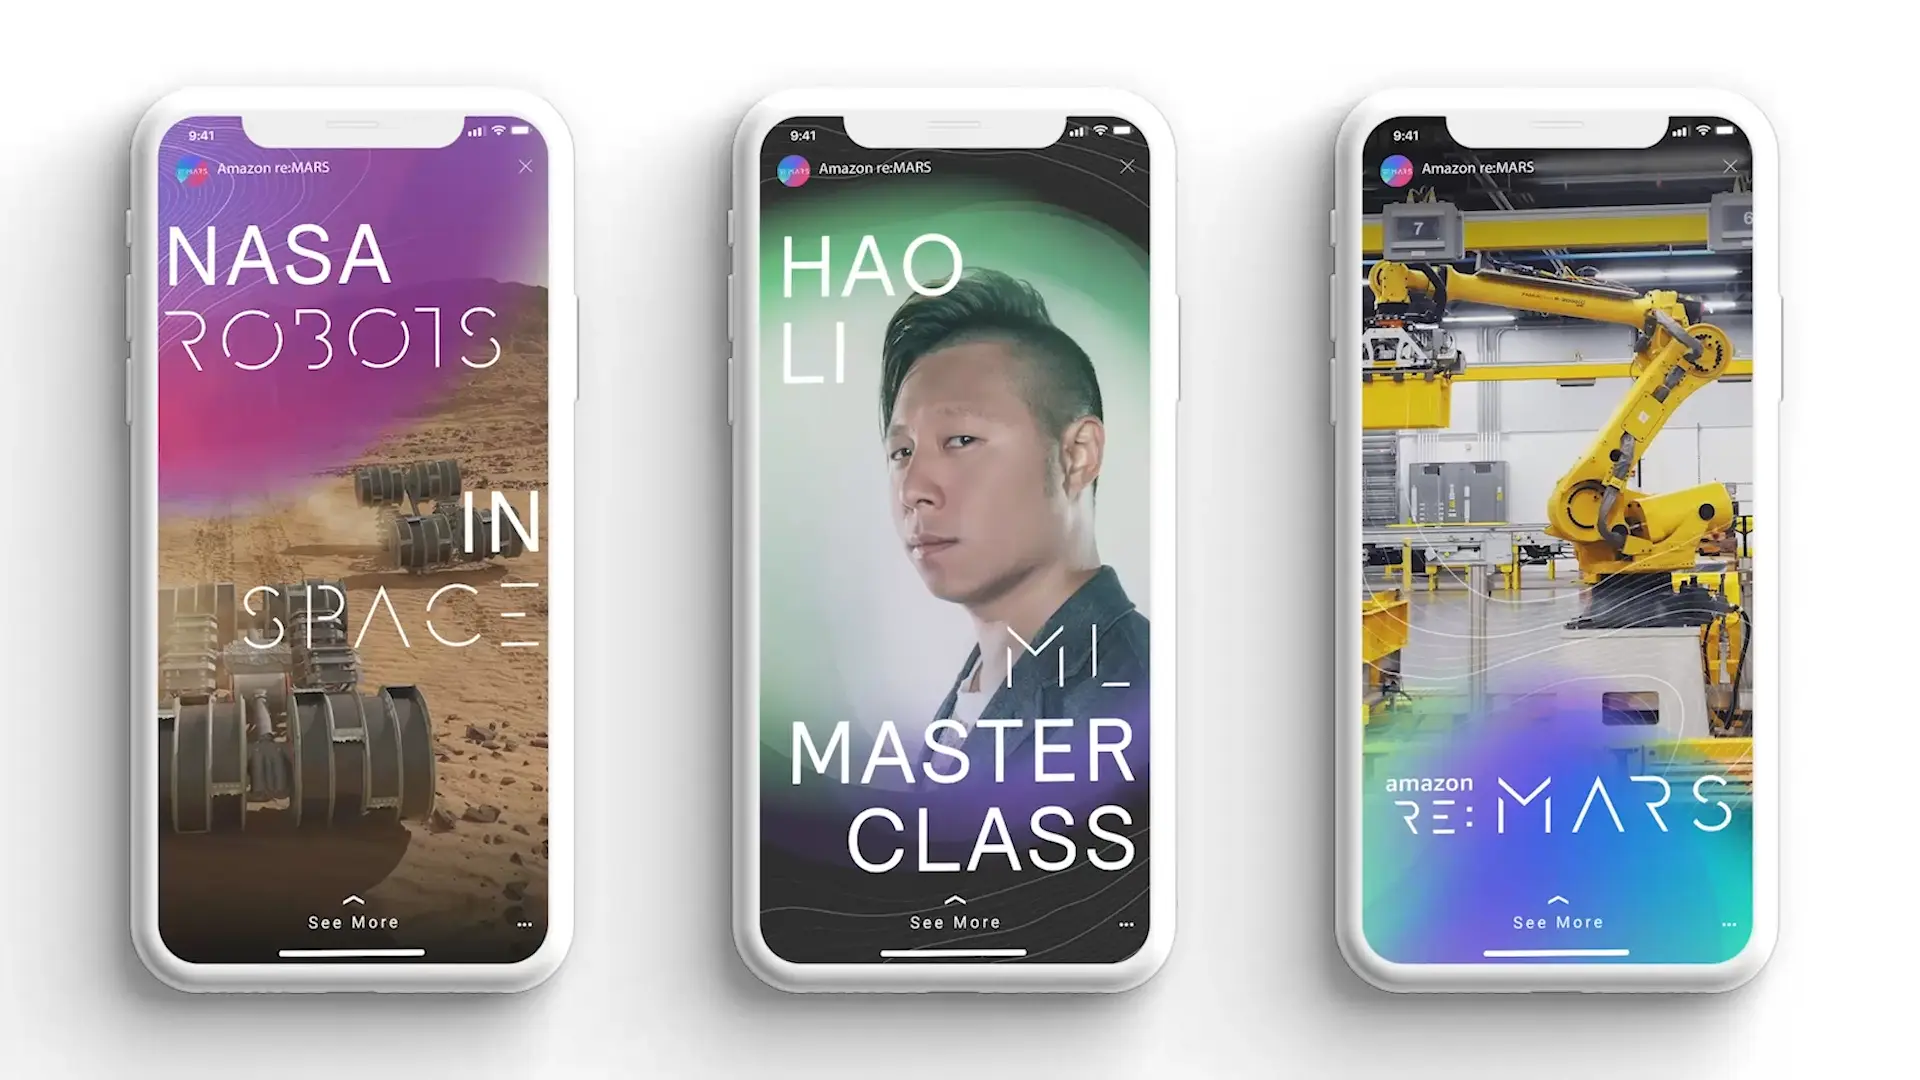 9:41
Amazon re:MARS
NASA
ROBOTS
IN
SPACE
See More
9:41
Amazon re:MARS
HAO
LI
ML
MASTER
CLASS
See More
9:41
Amazon re:MARS
7
6
amazon
RE:MARS
See More